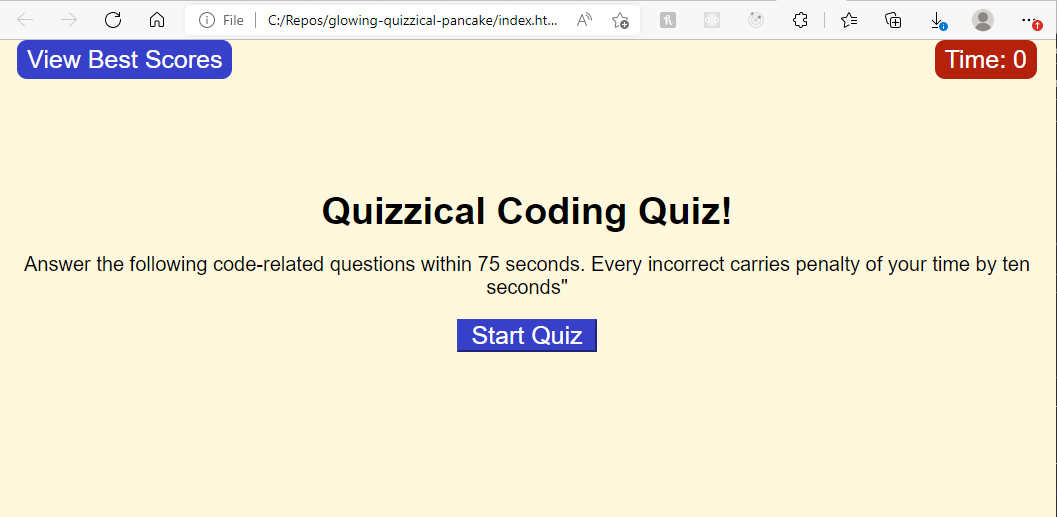 File
C:/Repos/glowing-quizzical-pancake/index.ht...
View Best Scores
Time: 0
Quizzical Coding Quiz!
Answer the following code-related questions within 75 seconds. Every incorrect carries penalty of your time by ten
seconds"
Start Quiz